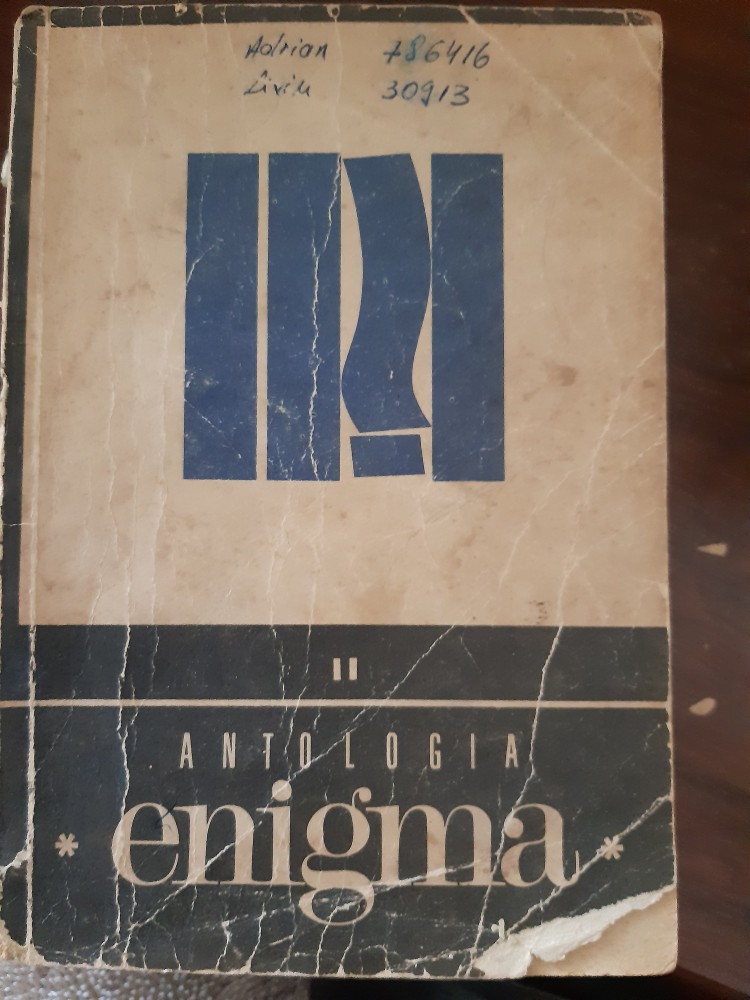 Adrian 786416
Liviu 30913
II
ANTOLOGIA
* enigma *